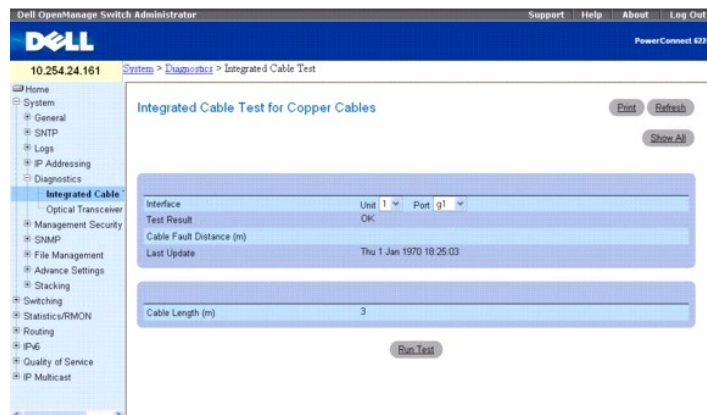 Dell OpenManage Switch Administrator
Support Help About Log Out
DELL
PowerConnect 622
10.254.24.161
System > Diagnostics > Integrated Cable Test
Home
System
General
SNTP
Logs
IP Addressing
Diagnostics
Integrated Cable
Optical Transceiver
Management Security
SNMP
File Management
Advance Settings
Stacking
Switching
Statistics/RMON
Routing
IPv6
Quality of Service
IP Multicast
Integrated Cable Test for Copper Cables
Print Refresh
Show All
Interface Unit 1 Port g1
Test Result OK
Cable Fault Distance (m)
Last Update Thu 1 Jan 1970 18:25:03
Cable Length (m) 3
Run Test